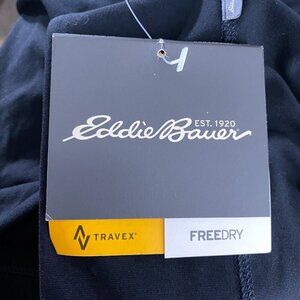 EST. 1920
Eddie Bauer
TRAVEX®
FREEDRY